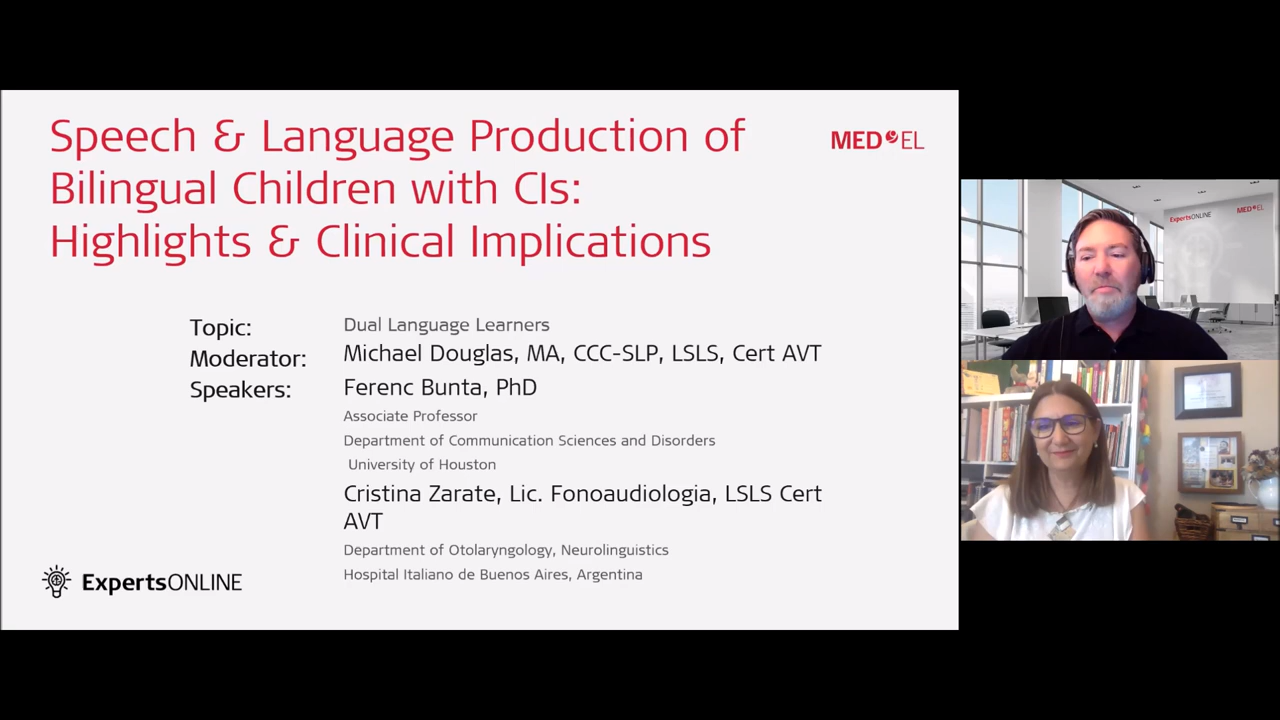 Speech & Language Production of
Bilingual Children with CIs:
Highlights & Clinical Implications
MED EL
Topic: Dual Language Learners
Moderator: Michael Douglas, MA, CCC-SLP, LSLS, Cert AVT
Speakers: Ferenc Bunta, PhD
Associate Professor
Department of Communication Sciences and Disorders
University of Houston
Cristina Zarate, Lic. Fonoaudiologia, LSLS Cert
AVT
Department of Otolaryngology, Neurolinguistics
Hospital Italiano de Buenos Aires, Argentina
ExpertsONLINE
ExpertsONLINE
MED EL